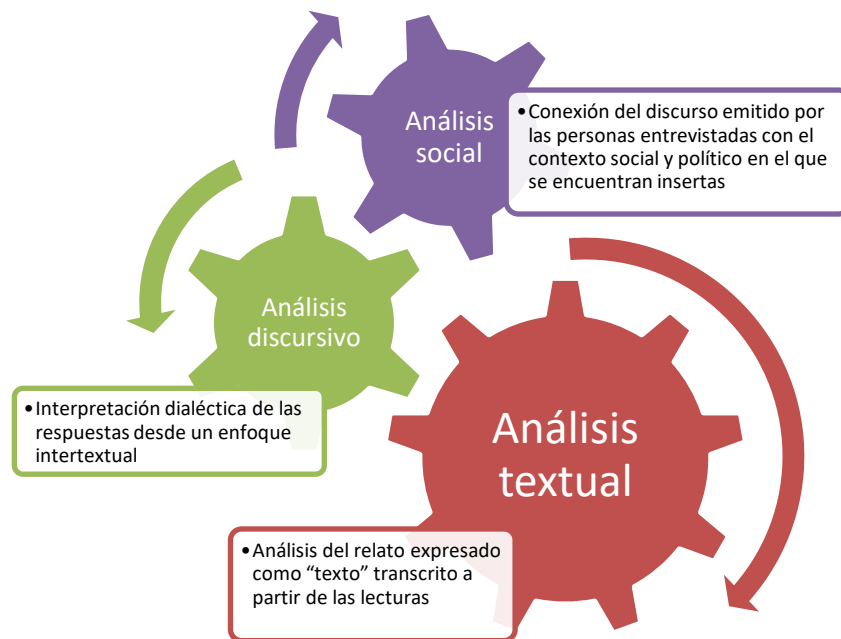 Análisis
social
•Conexión del discurso emitido por
las personas entrevistadas con el
contexto social y político en el que
se encuentran insertas
Análisis
discursivo
•Interpretación dialéctica de las
respuestas desde un enfoque
intertextual
Análisis
textual
•Análisis del relato expresado
como “texto” transcrito a
partir de las lecturas